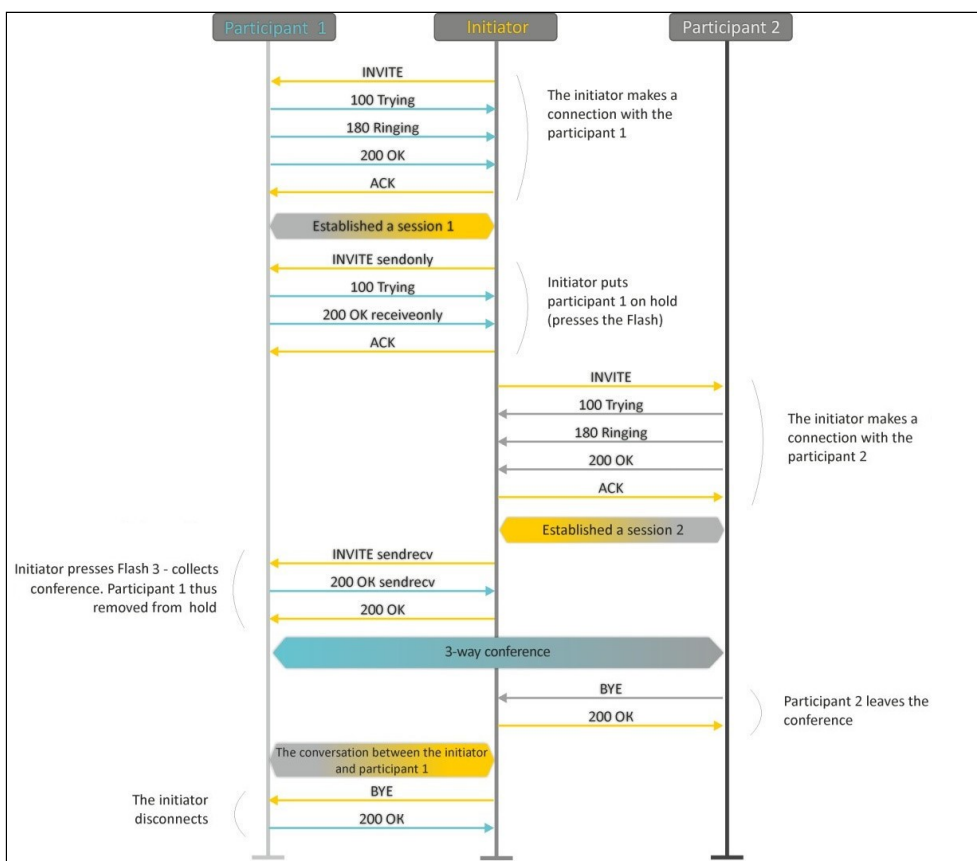 Participant 1
Initiator
Participant 2
INVITE
100 Trying
180 Ringing
200 OK
ACK
The initiator makes a
connection with the
participant 1
Established a session 1
INVITE sendonly
100 Trying
200 OK receiveonly
ACK
Initiator puts
participant 1 on hold
(presses the Flash)
INVITE
100 Trying
180 Ringing
200 OK
ACK
The initiator makes a
connection with the
participant 2
Established a session 2
Initiator presses Flash 3 - collects
conference. Participant 1 thus
removed from hold
INVITE sendrecv
200 OK sendrecv
200 OK
3-way conference
BYE
200 OK
Participant 2 leaves the
conference
The conversation between the initiator
and participant 1
The initiator
disconnects
BYE
200 OK